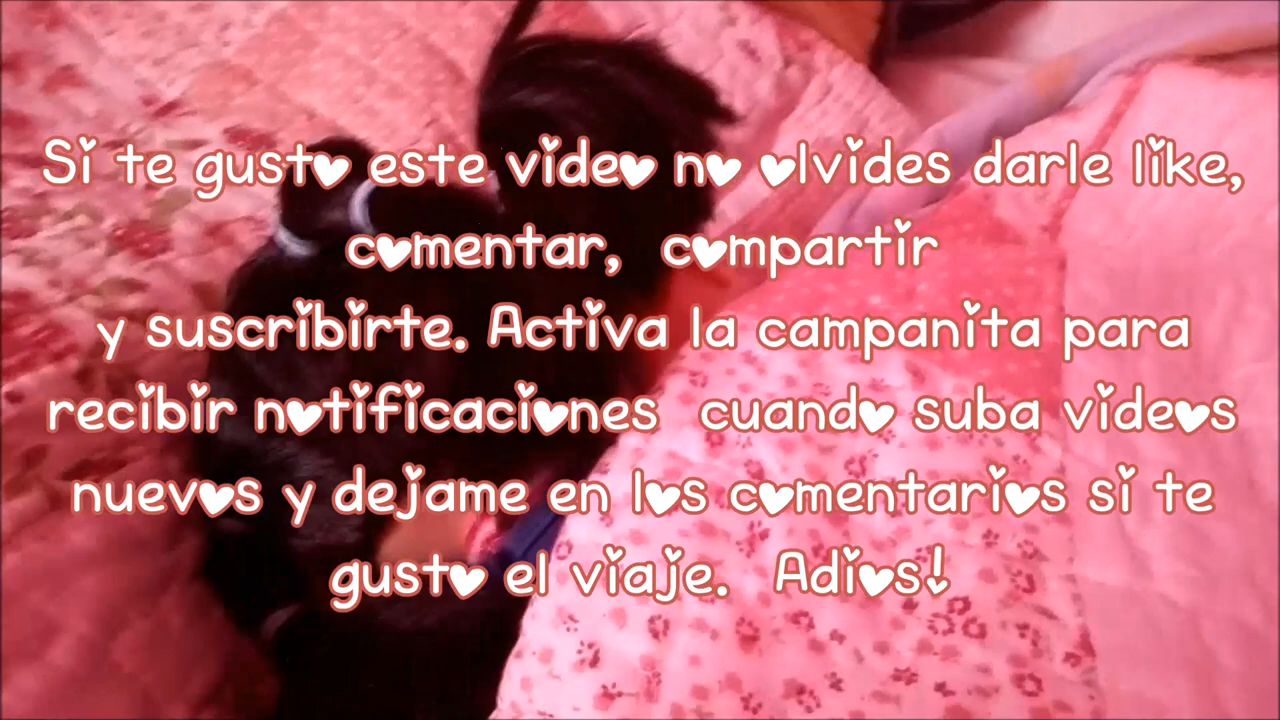 Si te gusto este video no olvides darle like,
comentar, compartir
y suscribirte. Activa la campanita para
recibir notificaciones cuando suba videos
nuevos y dejame en los comentarios si te
gusto el viaje. Adios!